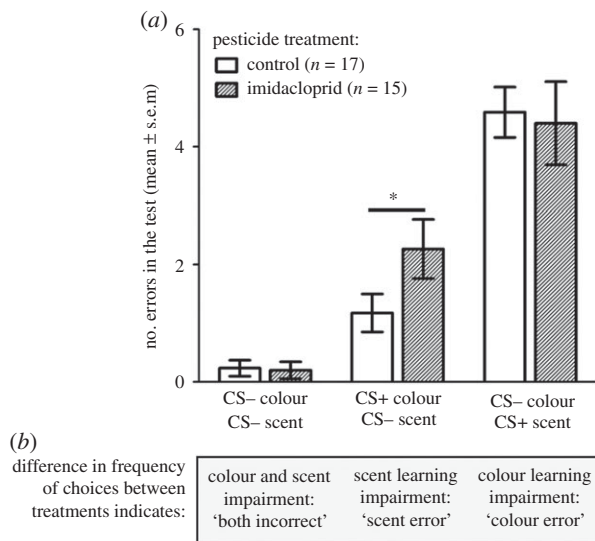 (a)
pesticide treatment:
control (n = 17)
imidacloprid (n = 15)
no. errors in the test (mean ± s.e.m)
6
4
2
0
*
CS– colour
CS– scent
CS+ colour
CS– scent
CS– colour
CS+ scent
(b)
difference in frequency
of choices between
treatments indicates:
colour and scent
impairment:
‘both incorrect’
scent learning
impairment:
‘scent error’
colour learning
impairment:
‘colour error’